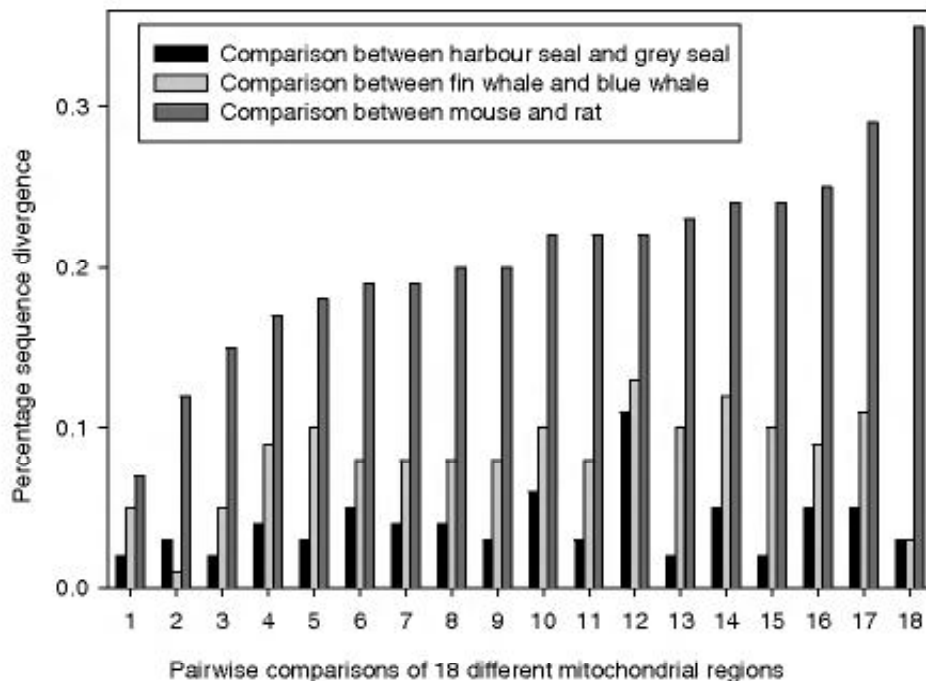 Comparison between harbour seal and grey seal
Comparison between fin whale and blue whale
Comparison between mouse and rat
Percentage sequence divergence
0.3
0.2
0.1
0.0
1 2 3 4 5 6 7 8 9 10 11 12 13 14 15 16 17 18
Pairwise comparisons of 18 different mitochondrial regions